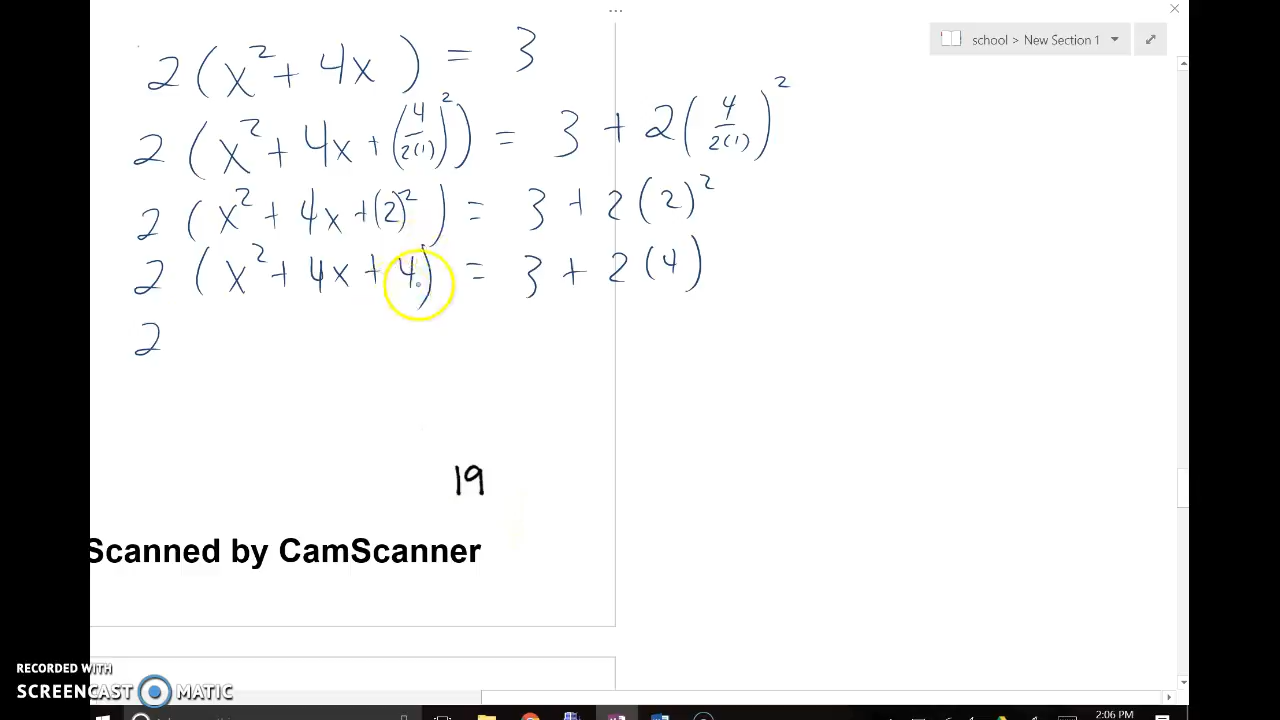 ...
school > New Section 1
2(x² + 4x ) = 3
2(x² + 4x + (4/2(1))²) = 3 + 2(4/2(1))²
2(x² + 4x + (2)²) = 3 + 2(2)²
2(x² + 4x + 4) = 3 + 2(4)
2
19
Scanned by CamScanner
RECORDED WITH
SCREENCAST MATIC
2:06 PM